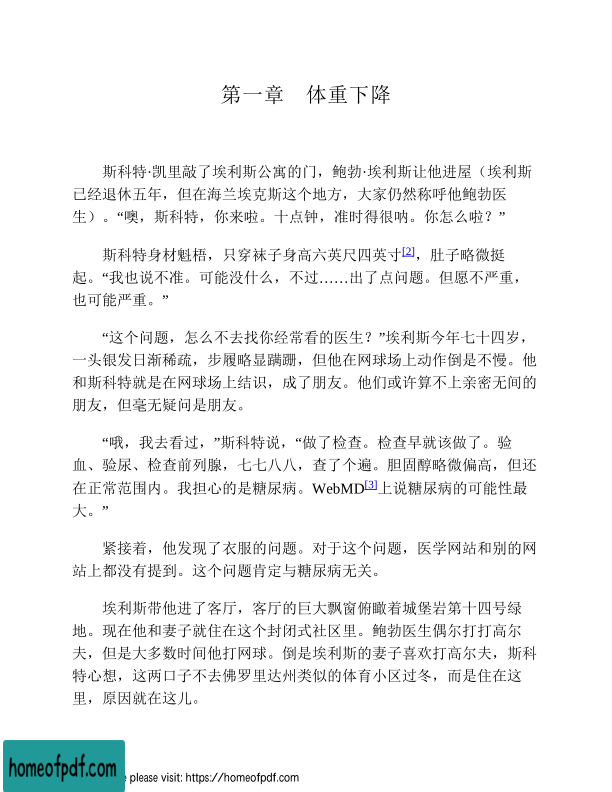 第一章　体重下降
斯科特·凯里敲了埃利斯公寓的门，鲍勃·埃利斯让他进屋（埃利斯
已经退休五年，但在海兰埃克斯这个地方，大家仍然称呼他鲍勃医
生）。“噢，斯科特，你来啦。十点钟，准时得很呐。你怎么啦？”
斯科特身材魁梧，只穿袜子身高六英尺四英寸[2]，肚子略微挺
起。“我也说不准。可能没什么，不过……出了点问题。但愿不严重，
也可能严重。”
“这个问题，怎么不去找你经常看的医生？”埃利斯今年七十四岁，
一头银发日渐稀疏，步履略显蹒跚，但他在网球场上动作倒是不慢。他
和斯科特就是在网球场上结识，成了朋友。他们或许算不上亲密无间的
朋友，但毫无疑问是朋友。
“哦，我去看过，”斯科特说，“做了检查。检查早就该做了。验
血、验尿、检查前列腺，七七八八，查了个遍。胆固醇略微偏高，但还
在正常范围内。我担心的是糖尿病。WebMD[3]上说糖尿病的可能性最
大。”
紧接着，他发现了衣服的问题。对于这个问题，医学网站和别的网
站上都没有提到。这个问题肯定与糖尿病无关。
埃利斯带他进了客厅，客厅的巨大飘窗俯瞰着城堡岩第十四号绿
地。现在他和妻子就住在这个封闭式社区里。鲍勃医生偶尔打打高尔
夫，但是大多数时间他打网球。倒是埃利斯的妻子喜欢打高尔夫，斯科
特心想，这两口子不去佛罗里达州类似的体育小区过冬，而是住在这
里，原因就在这儿。
homeofpdf.com
e please visit: https://homeofpdf.com